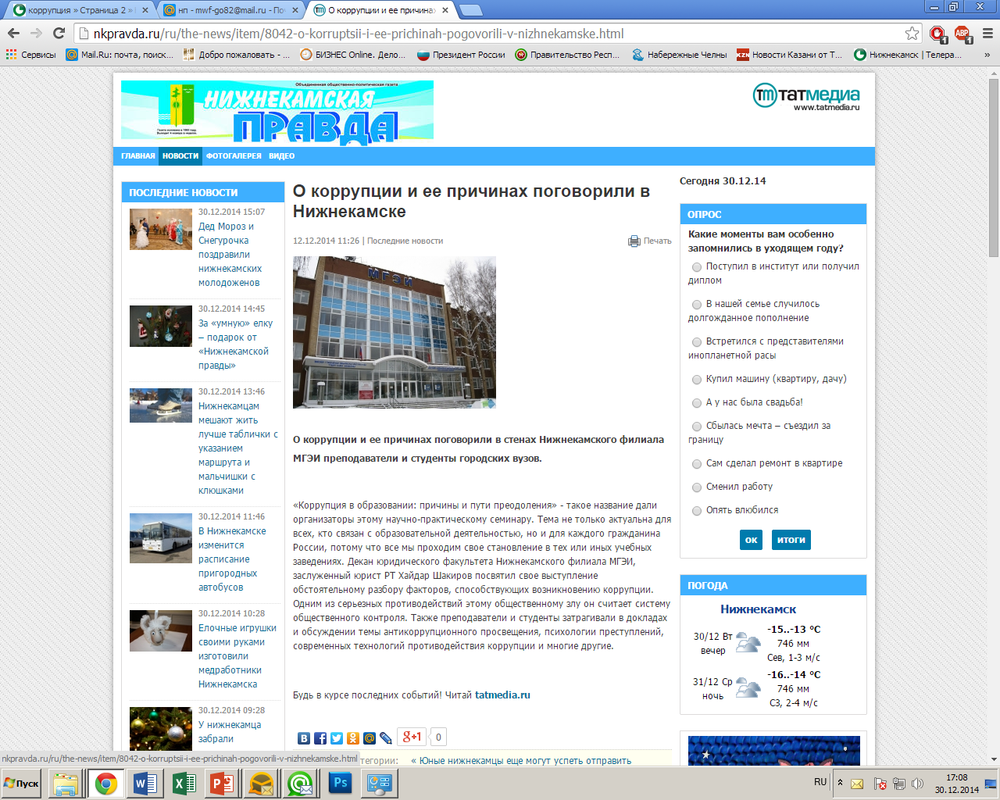 коррупция » Страница 2 »
нп - mwf-go82@mail.ru - По
О коррупции и ее причинах
nkpravda.ru/ru/the-news/item/8042-o-korruptsii-i-ee-prichinah-pogovorili-v-nizhnekamske.html
Сервисы
Mail.Ru: почта, поиск...
Добро пожаловать - ...
БИЗНЕС Online. Дело...
Президент России
Правительство Респ...
Набережные Челны
Новости Казани от Т...
Нижнекамск | Телера...
Объединенная общественно-политическая газета
НИЖНЕКАМСКАЯ
ПРАВДА
ТАТМЕДИА
www.tatmedia.ru
ГЛАВНАЯ НОВОСТИ ФОТОГАЛЕРЕЯ ВИДЕО
ПОСЛЕДНИЕ НОВОСТИ
30.12.2014 15:07
Дед Мороз и
Снегурочка
поздравили
нижнекамских
молодоженов
30.12.2014 14:45
За «умную» елку
– подарок от
«Нижнекамской
правды»
30.12.2014 13:46
Нижнекамцам
мешают жить
лучше таблички с
указанием
маршрута и
мальчишки с
клюшками
30.12.2014 11:46
В Нижнекамске
изменится
расписание
пригородных
автобусов
30.12.2014 10:28
Елочные игрушки
своими руками
изготовили
медработники
Нижнекамска
30.12.2014 09:28
У нижнекамца
забрали
О коррупции и ее причинах поговорили в
Нижнекамске
12.12.2014 11:26 | Последние новости
Печать
МГЭИ
О коррупции и ее причинах поговорили в стенах Нижнекамского филиала
МГЭИ преподаватели и студенты городских вузов.
«Коррупция в образовании: причины и пути преодоления» - такое название дали
организаторы этому научно-практическому семинару. Тема не только актуальна для
всех, кто связан с образовательной деятельностью, но и для каждого гражданина
России, потому что все мы проходим свое становление в тех или иных учебных
заведениях. Декан юридического факультета Нижнекамского филиала МГЭИ,
заслуженный юрист РТ Хайдар Шакиров посвятил свое выступление
обстоятельному разбору факторов, способствующих возникновению коррупции.
Одним из серьезных противодействий этому общественному злу он считает систему
общественного контроля. Также преподаватели и студенты затрагивали в докладах
и обсуждении темы антикоррупционного просвещения, психологии преступлений,
современных технологий противодействия коррупции и многие другие.
Будь в курсе последних событий! Читай tatmedia.ru
g+1 0
тегории: « Юные нижнекамцы еще могут успеть отправить
Сегодня 30.12.14
ОПРОС
Какие моменты вам особенно
запомнились в уходящем году?
Поступил в институт или получил
диплом
В нашей семье случилось
долгожданное пополнение
Встретился с представителями
инопланетной расы
Купил машину (квартиру, дачу)
А у нас была свадьба!
Сбылась мечта – съездил за
границу
Сам сделал ремонт в квартире
Сменил работу
Опять влюбился
ОК ИТОГИ
ПОГОДА
Нижнекамск
30/12 Вт
вечер
-15..-13 °C
746 мм
Сев, 1-3 м/с
31/12 Ср
ночь
-16..-14 °C
746 мм
СЗ, 2-4 м/с
nkpravda.ru/ru/the-news/item/8042-o-korruptsii-i-ee-prichinah-pogovorili-v-nizhnekamske.html
Пуск
RU
17:08
30.12.2014